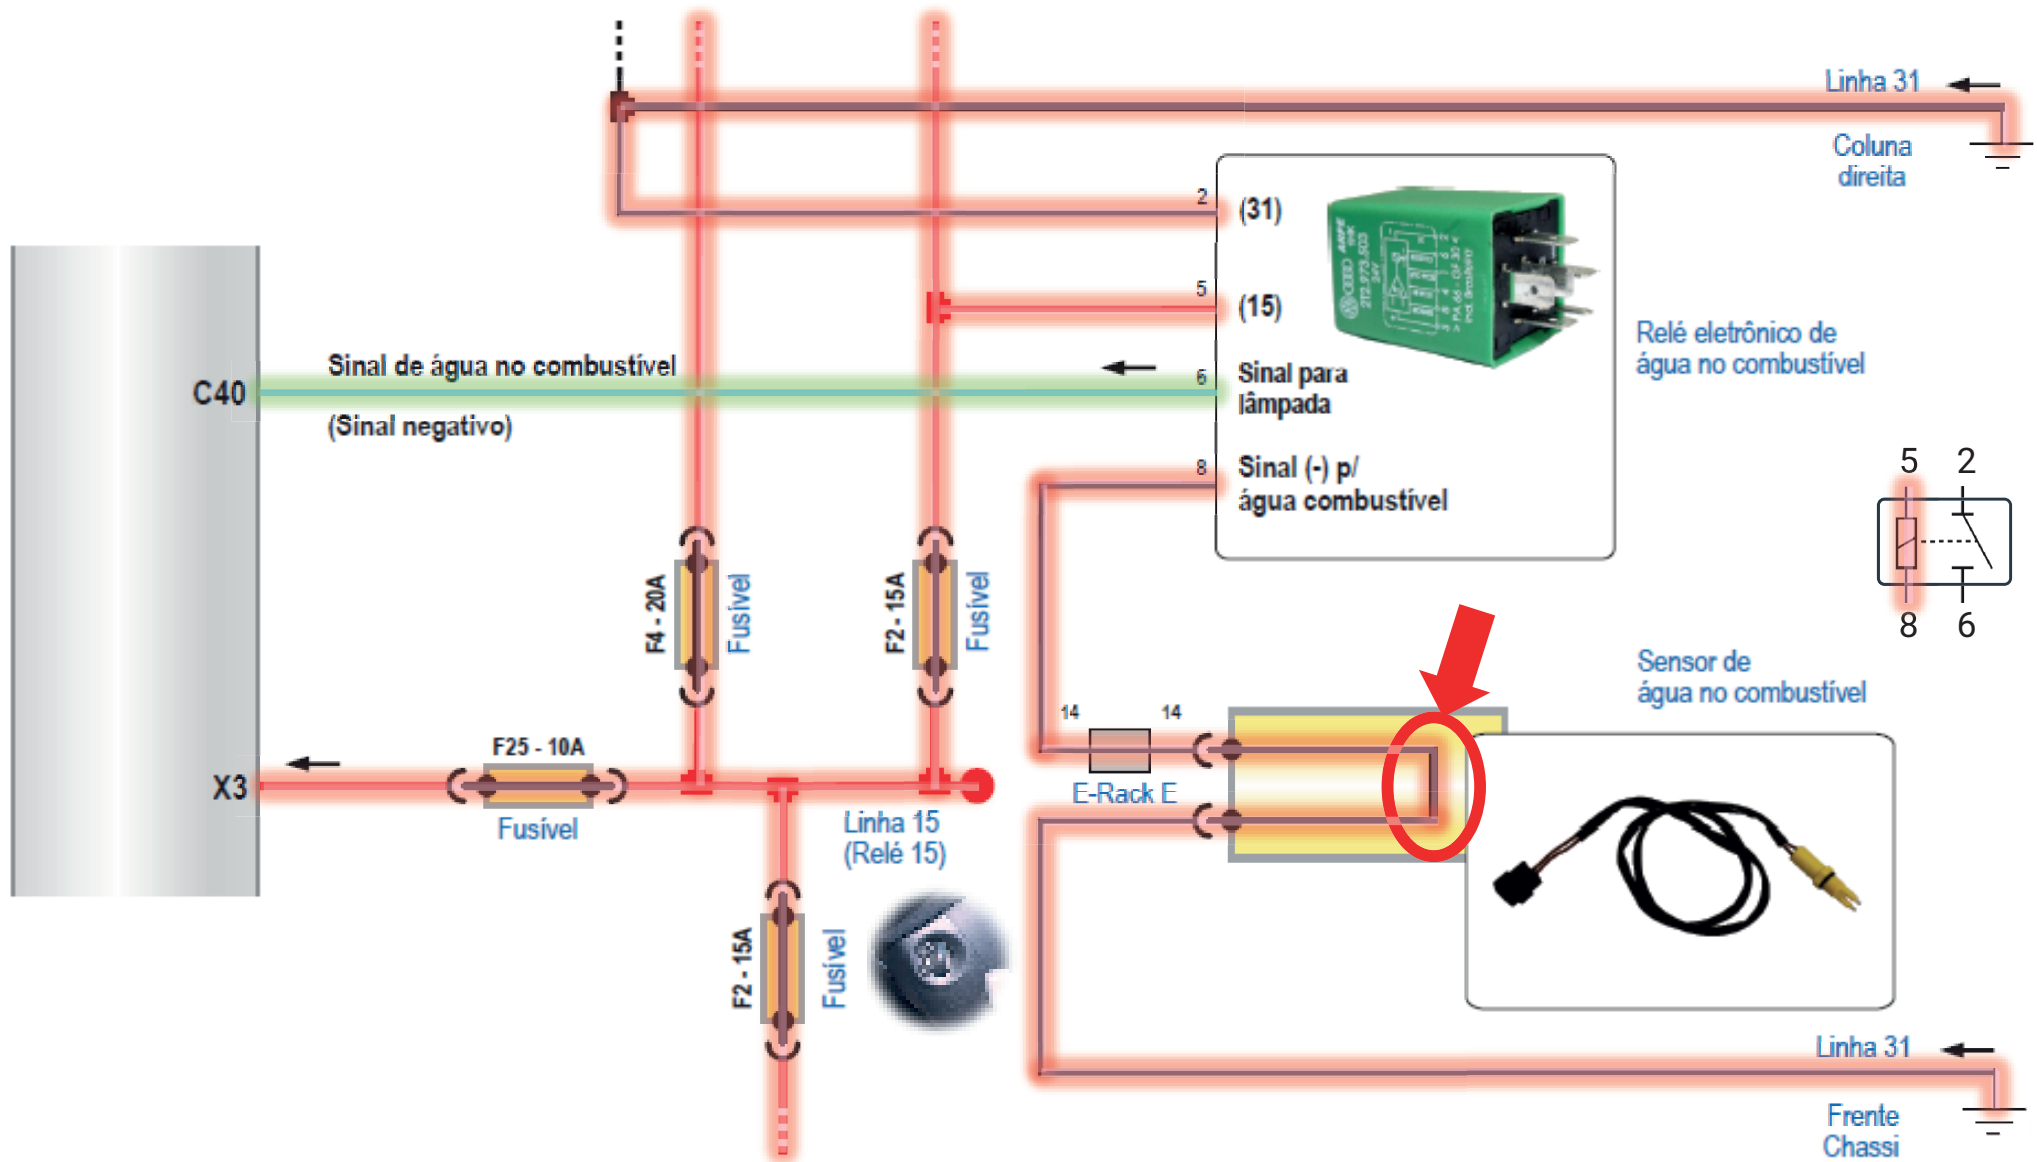 Linha 31
Coluna
direita
2
(31)
5
(15)
Relé eletrônico de
água no combustível
Sinal de água no combustível
C40
6
Sinal para
lâmpada
(Sinal negativo)
8
Sinal (-) p/
água combustível
5 2
8 6
F4 - 20A
Fusível
F2 - 15A
Fusível
Sensor de
água no combustível
14 14
E-Rack E
F25 - 10A
X3
Fusível
Linha 15
(Relé 15)
F2 - 15A
Fusível
Linha 31
Frente
Chassi